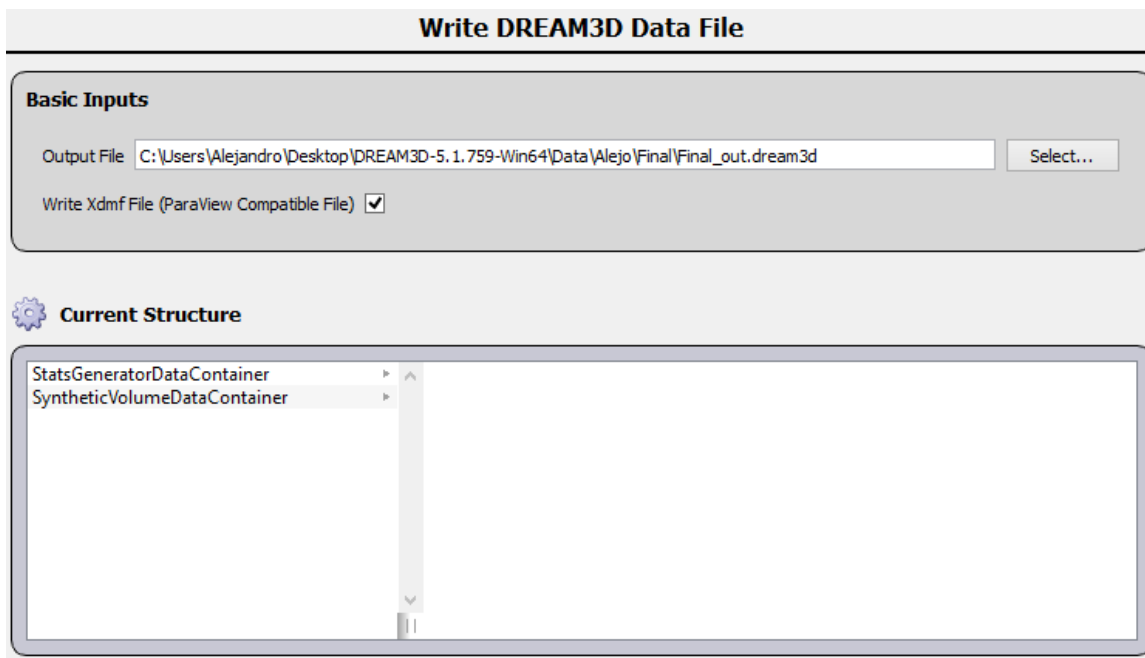 Write DREAM3D Data File
Basic Inputs
Output File C:\Users\Alejandro\Desktop\DREAM3D-5.1.759-Win64\Data\Alejo\Final\Final_out.dream3d Select...
Write Xdmf File (ParaView Compatible File)
Current Structure
StatsGeneratorDataContainer
SyntheticVolumeDataContainer